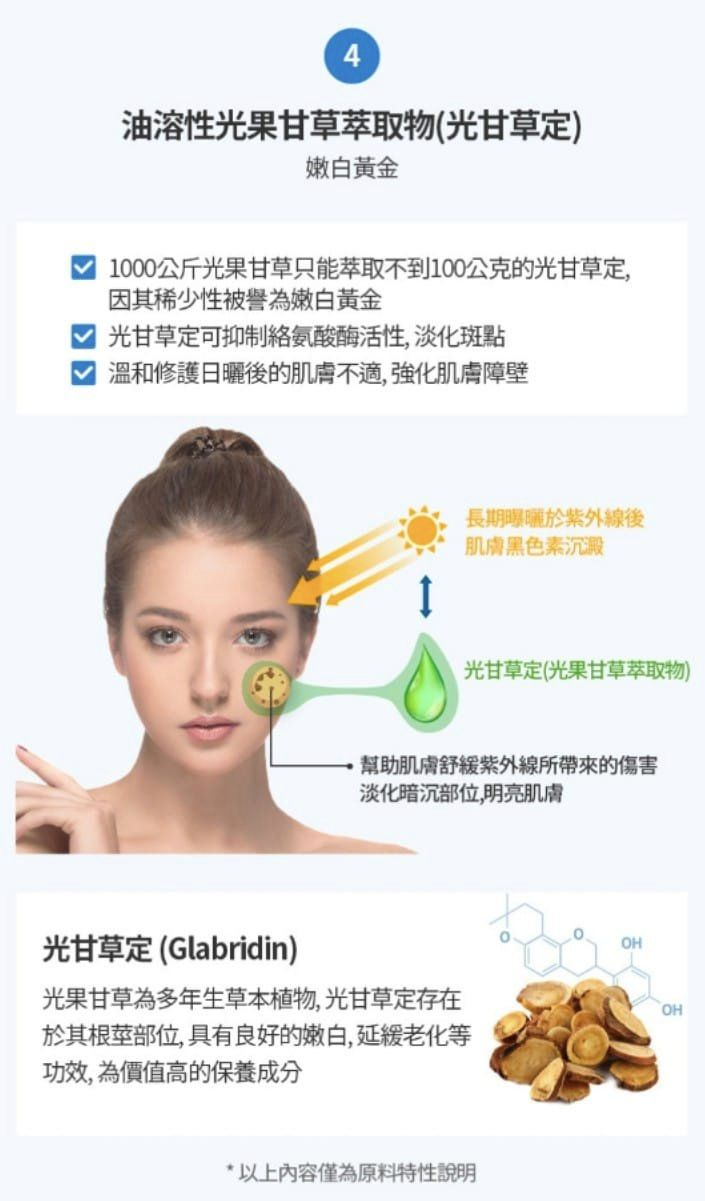 4
油溶性光果甘草萃取物(光甘草定)
嫩白黃金
1000公斤光果甘草只能萃取不到100公克的光甘草定,
因其稀少性被譽為嫩白黃金
光甘草定可抑制絡氨酸酶活性, 淡化斑點
溫和修護日曬後的肌膚不適, 強化肌膚障壁
長期曝曬於紫外線後
肌膚黑色素沉澱
光甘草定(光果甘草萃取物)
幫助肌膚舒緩紫外線所帶來的傷害
淡化暗沉部位,明亮肌膚
光甘草定 (Glabridin)
光果甘草為多年生草本植物, 光甘草定存在
於其根莖部位, 具有良好的嫩白, 延緩老化等
功效, 為價值高的保養成分
O
O
OH
OH
* 以上內容僅為原料特性說明